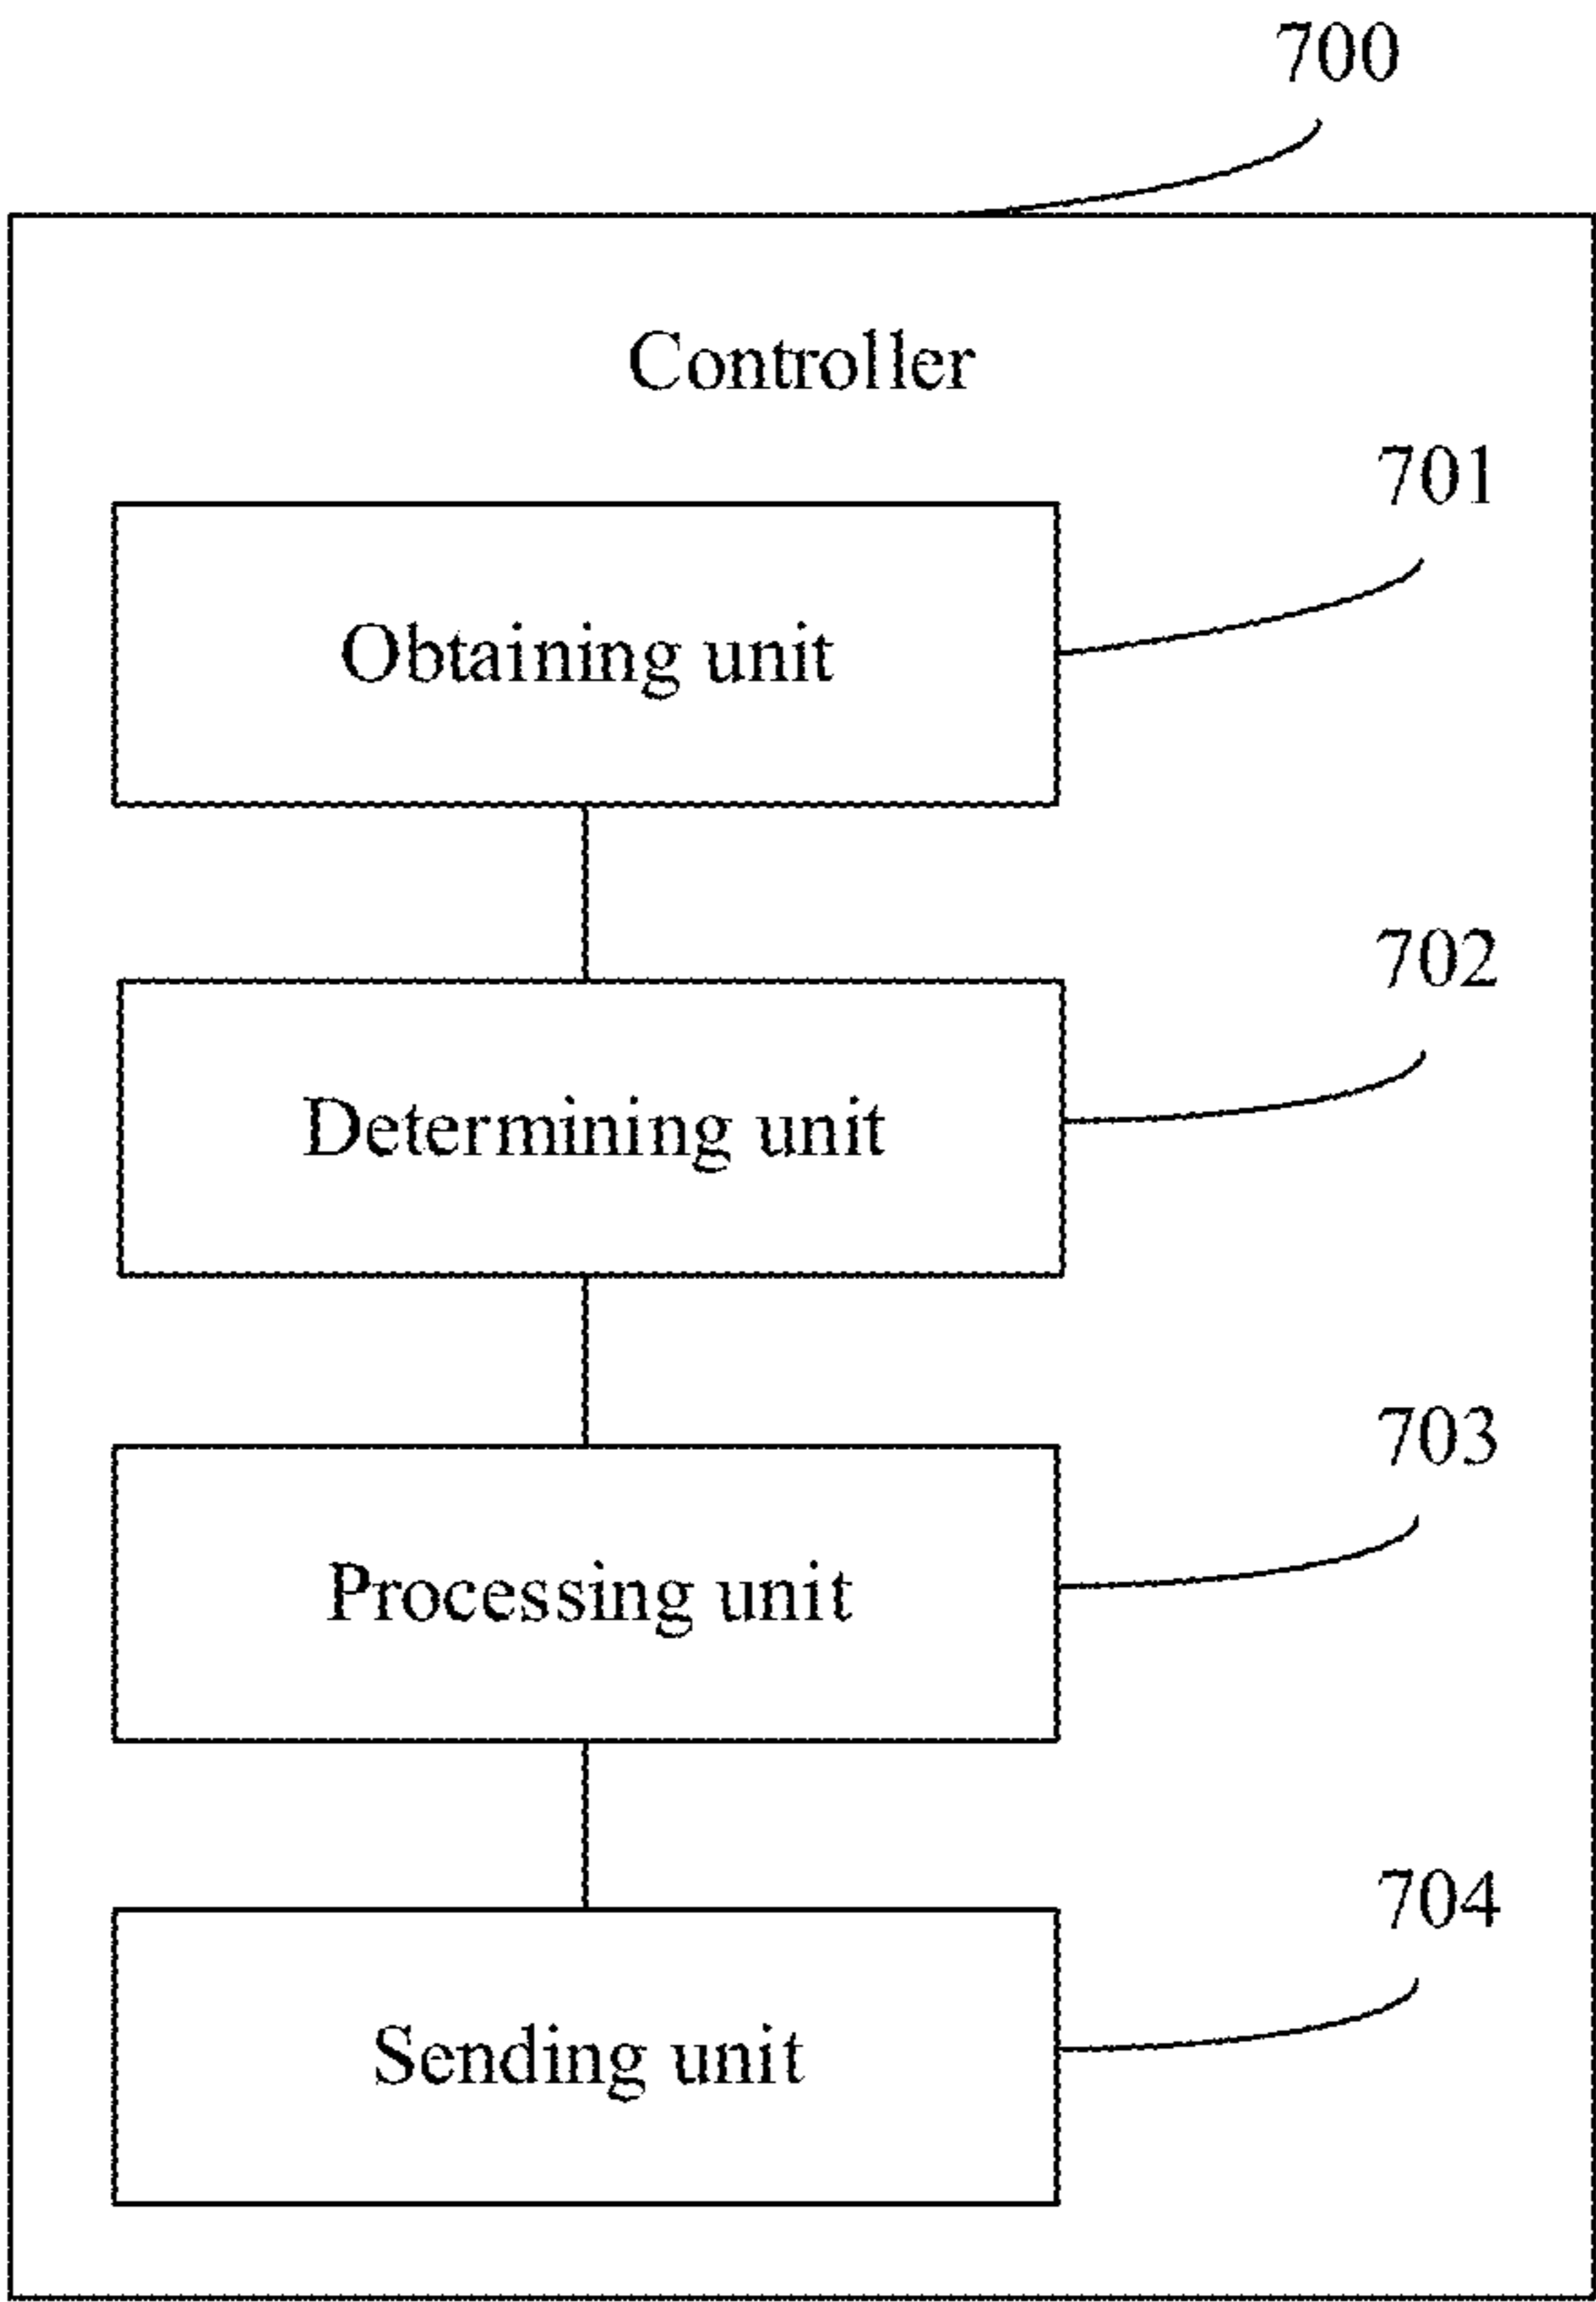 700
Controller
701
Obtaining unit
702
Determining unit
703
Processing unit
704
Sending unit